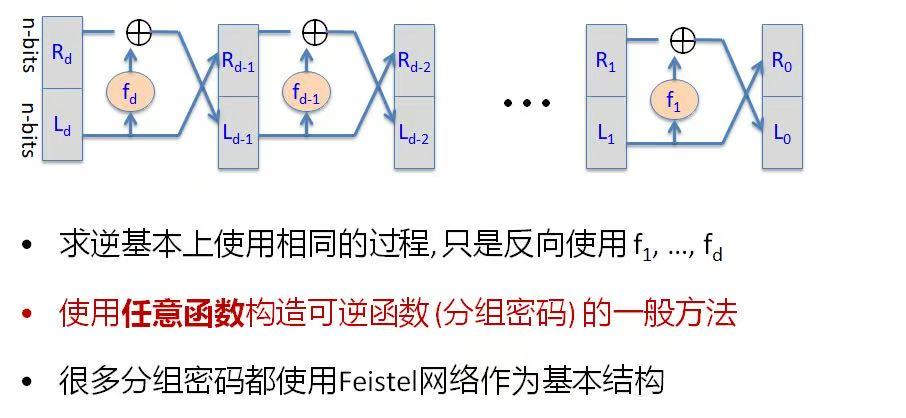 n-bits
R_d
f_d
R_{d-1}
f_{d-1}
R_{d-2}
...
R_1
f_1
R_0
n-bits
L_d
L_{d-1}
L_{d-2}
L_1
L_0
• 求逆基本上使用相同的过程, 只是反向使用 f_1, ..., f_d
• 使用任意函数构造可逆函数 (分组密码) 的一般方法
• 很多分组密码都使用Feistel网络作为基本结构